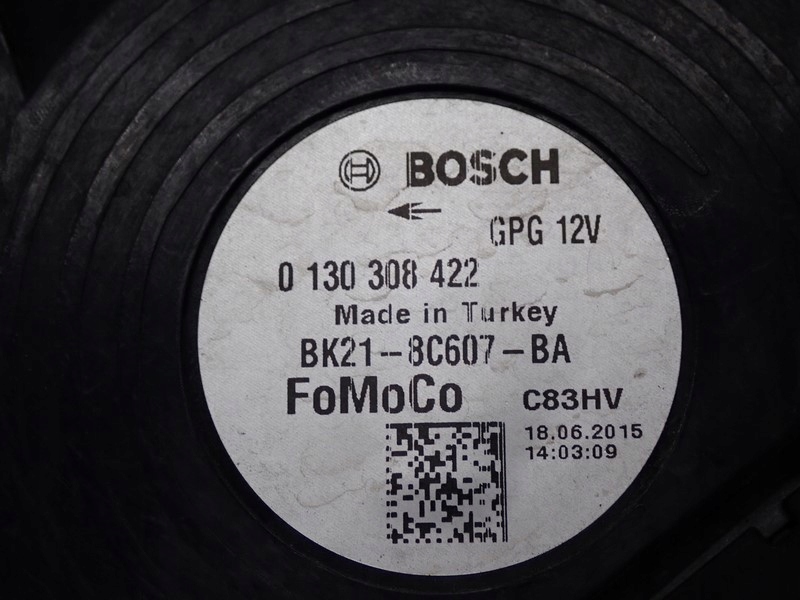 BOSCH
GPG 12V
0 130 308 422
Made in Turkey
BK21-8C607-BA
FoMoCo C83HV
18.06.2015
14:03:09